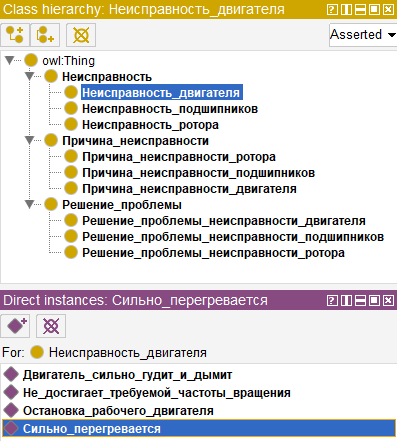 Class hierarchy: Неисправность_двигателя
Asserted
owl:Thing
Неисправность
Неисправность_двигателя
Неисправность_подшипников
Неисправность_ротора
Причина_неисправности
Причина_неисправности_ротора
Причина_неисправности_подшипников
Причина_неисправности_двигателя
Решение_проблемы
Решение_проблемы_неисправности_двигателя
Решение_проблемы_неисправности_подшипников
Решение_проблемы_неисправности_ротора
Direct instances: Сильно_перегревается
For: Неисправность_двигателя
Двигатель_сильно_гудит_и_дымит
Не_достигает_требуемой_частоты_вращения
Остановка_рабочего_двигателя
Сильно_перегревается